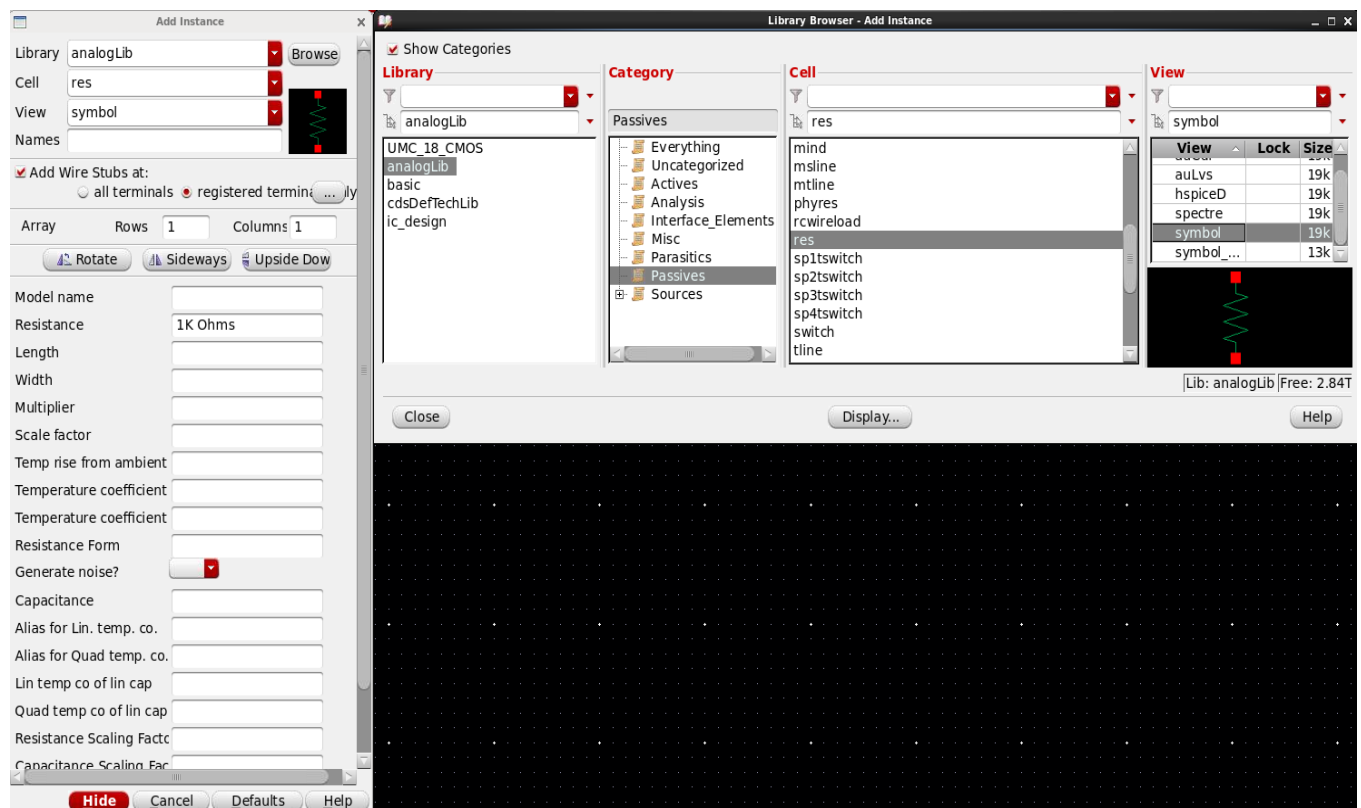 Add Instance
Library analogLib Browse
Cell res
View symbol
Names
Add Wire Stubs at:
all terminals registered termina ... ly
Array Rows 1 Columns 1
Rotate Sideways Upside Dow
Model name
Resistance 1K Ohms
Length
Width
Multiplier
Scale factor
Temp rise from ambient
Temperature coefficient
Temperature coefficient
Resistance Form
Generate noise?
Capacitance
Alias for Lin. temp. co.
Alias for Quad temp. co.
Lin temp co of lin cap
Quad temp co of lin cap
Resistance Scaling Factc
Capacitance Scaling Fac
Hide Cancel Defaults Help
Library Browser - Add Instance
Show Categories
Library
analogLib
UMC_18_CMOS
analogLib
basic
cdsDefTechLib
ic_design
Category
Passives
Everything
Uncategorized
Actives
Analysis
Interface_Elements
Misc
Parasitics
Passives
Sources
Cell
res
mind
msline
mtline
phyres
rcwireload
res
sp1tswitch
sp2tswitch
sp3tswitch
sp4tswitch
switch
tline
View
symbol
View Lock Size
auLvs 19k
hspiceD 19k
spectre 19k
symbol 19k
symbol_... 13k
Lib: analogLib Free: 2.84T
Close Display... Help